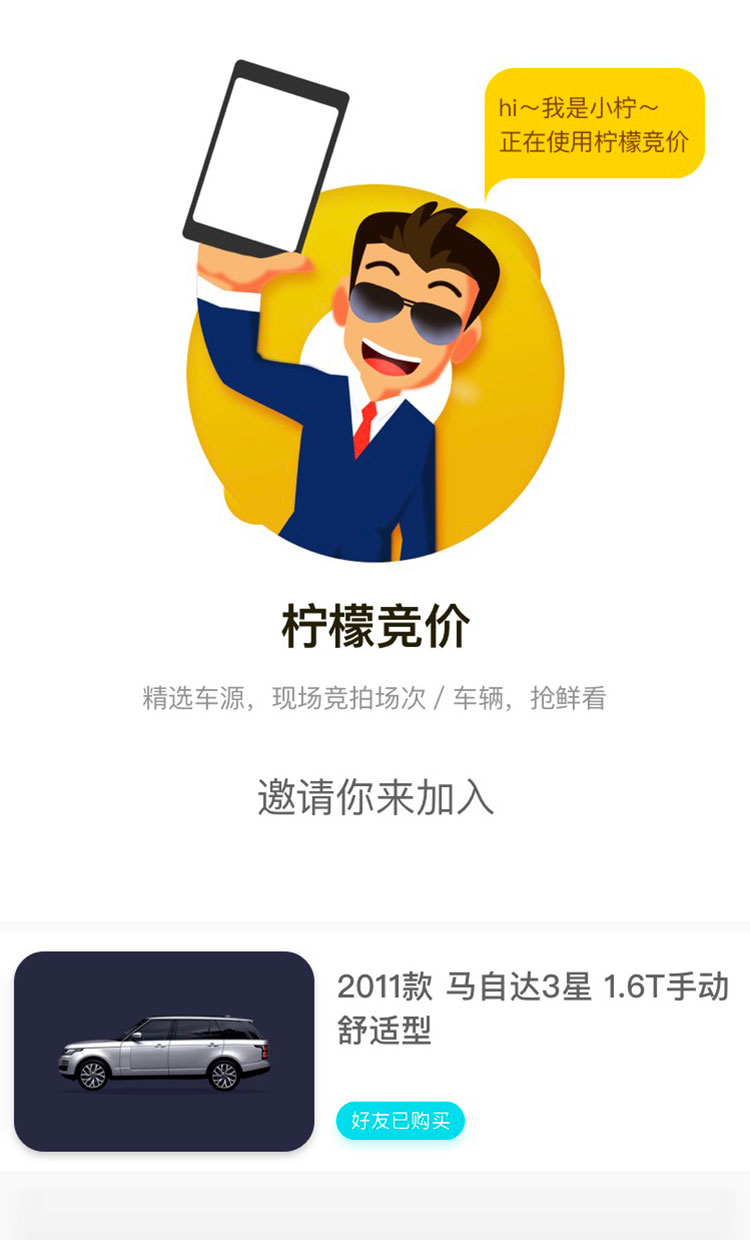 hi～我是小柠～
正在使用柠檬竞价
柠檬竞价
精选车源，现场竞拍场次 / 车辆，抢鲜看
邀请你来加入
2011款 马自达3星 1.6T手动
舒适型
好友已购买